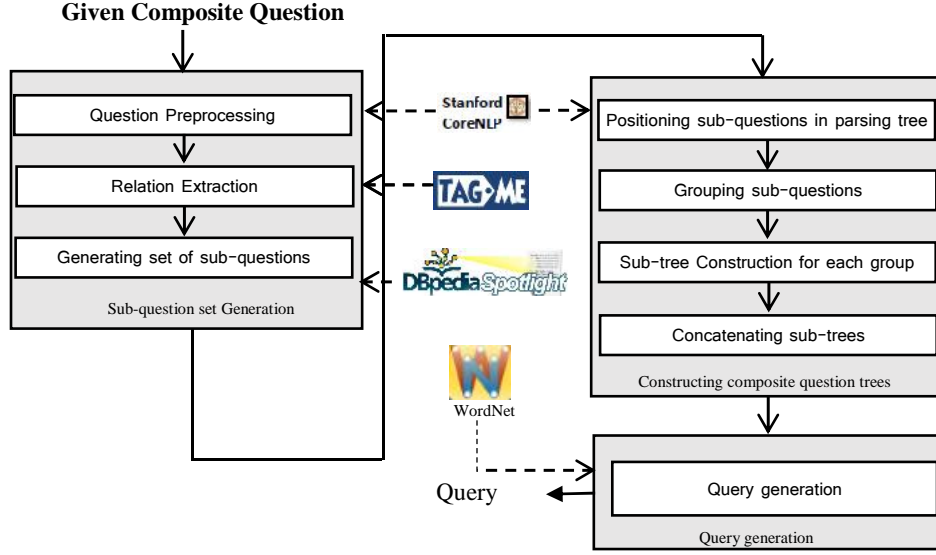 Given Composite Question
Question Preprocessing
Relation Extraction
Generating set of sub-questions
Sub-question set Generation
Stanford
CoreNLP
TAG>ME
DBpedia Spotlight
W
WordNet
Positioning sub-questions in parsing tree
Grouping sub-questions
Sub-tree Construction for each group
Concatenating sub-trees
Constructing composite question trees
Query generation
Query generation
Query